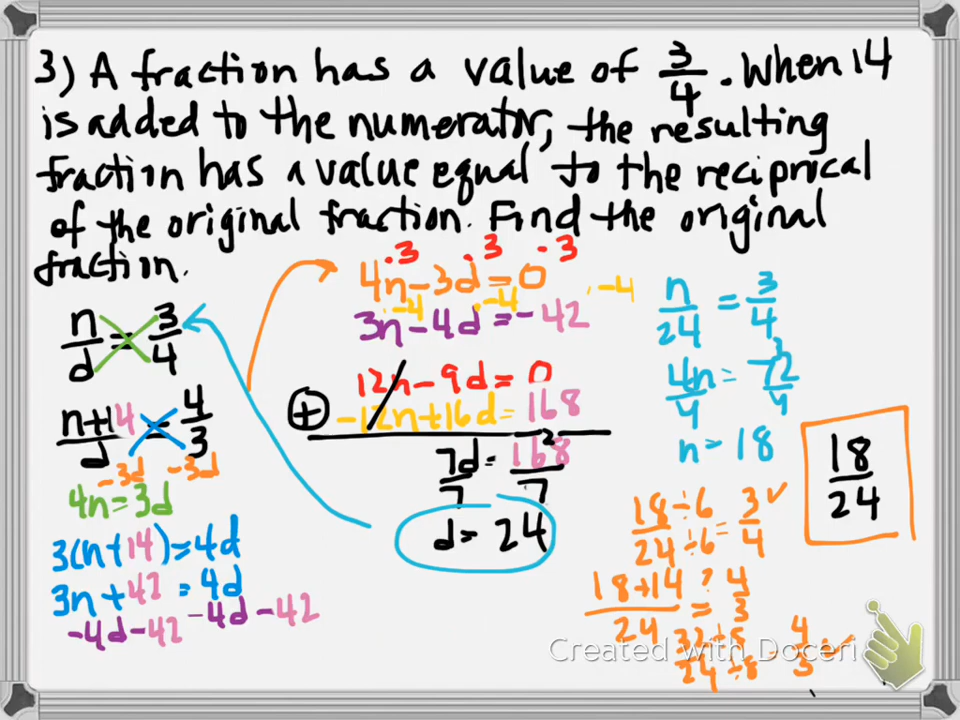 3) A fraction has a value of 3/4. When 14
is added to the numerator, the resulting
fraction has a value equal to the reciprocal
of the original fraction. Find the original
fraction.
n/d = 3/4
(n+14)/d = 4/3
-3d -3d
4n=3d
3(n+14)=4d
3n+42=4d
-4d-42 -4d-42
·3 ·3 ·3
4n-3d=0
·-4 ·-4 ·-4
3n-4d=-42
12n-9d=0
+ -12n+16d=168
7d/7=168/7
d=24
n/24=3/4
4n/4=72/4
n=18
18÷6/24÷6=3/4✓
18+14/24 ?= 4/3
4/3 ✓
18/24
Created with Doceri